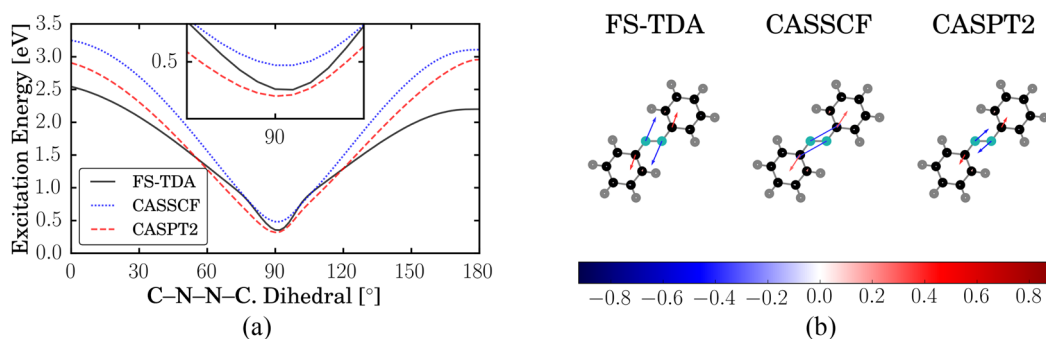 FS-TDA CASSCF CASPT2
3.5
3.0
2.5
2.0
1.5
1.0
0.5
0.0
Excitation Energy [eV]
0.5
90
FS-TDA
CASSCF
CASPT2
0 30 60 90 120 150 180
C–N–N–C. Dihedral [°]
−0.8 −0.6 −0.4 −0.2 0.0 0.2 0.4 0.6 0.8
(a) (b)